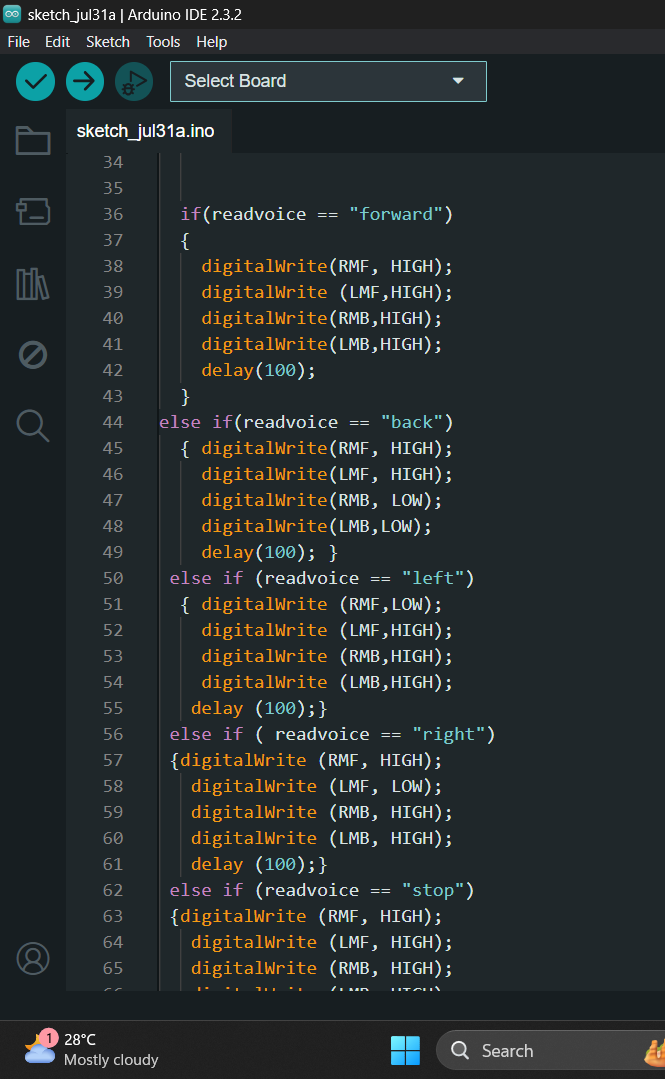 sketch_jul31a | Arduino IDE 2.3.2
File Edit Sketch Tools Help
Select Board
sketch_jul31a.ino
34
35
36 if(readvoice == "forward")
37 {
38 digitalWrite(RMF, HIGH);
39 digitalWrite (LMF,HIGH);
40 digitalWrite(RMB,HIGH);
41 digitalWrite(LMB,HIGH);
42 delay(100);
43 }
44 else if(readvoice == "back")
45 { digitalWrite(RMF, HIGH);
46 digitalWrite(LMF, HIGH);
47 digitalWrite(RMB, LOW);
48 digitalWrite(LMB,LOW);
49 delay(100); }
50 else if (readvoice == "left")
51 { digitalWrite (RMF,LOW);
52 digitalWrite (LMF,HIGH);
53 digitalWrite (RMB,HIGH);
54 digitalWrite (LMB,HIGH);
55 delay (100);}
56 else if ( readvoice == "right")
57 {digitalWrite (RMF, HIGH);
58 digitalWrite (LMF, LOW);
59 digitalWrite (RMB, HIGH);
60 digitalWrite (LMB, HIGH);
61 delay (100);}
62 else if (readvoice == "stop")
63 {digitalWrite (RMF, HIGH);
64 digitalWrite (LMF, HIGH);
65 digitalWrite (RMB, HIGH);
1
28°C
Mostly cloudy
Search